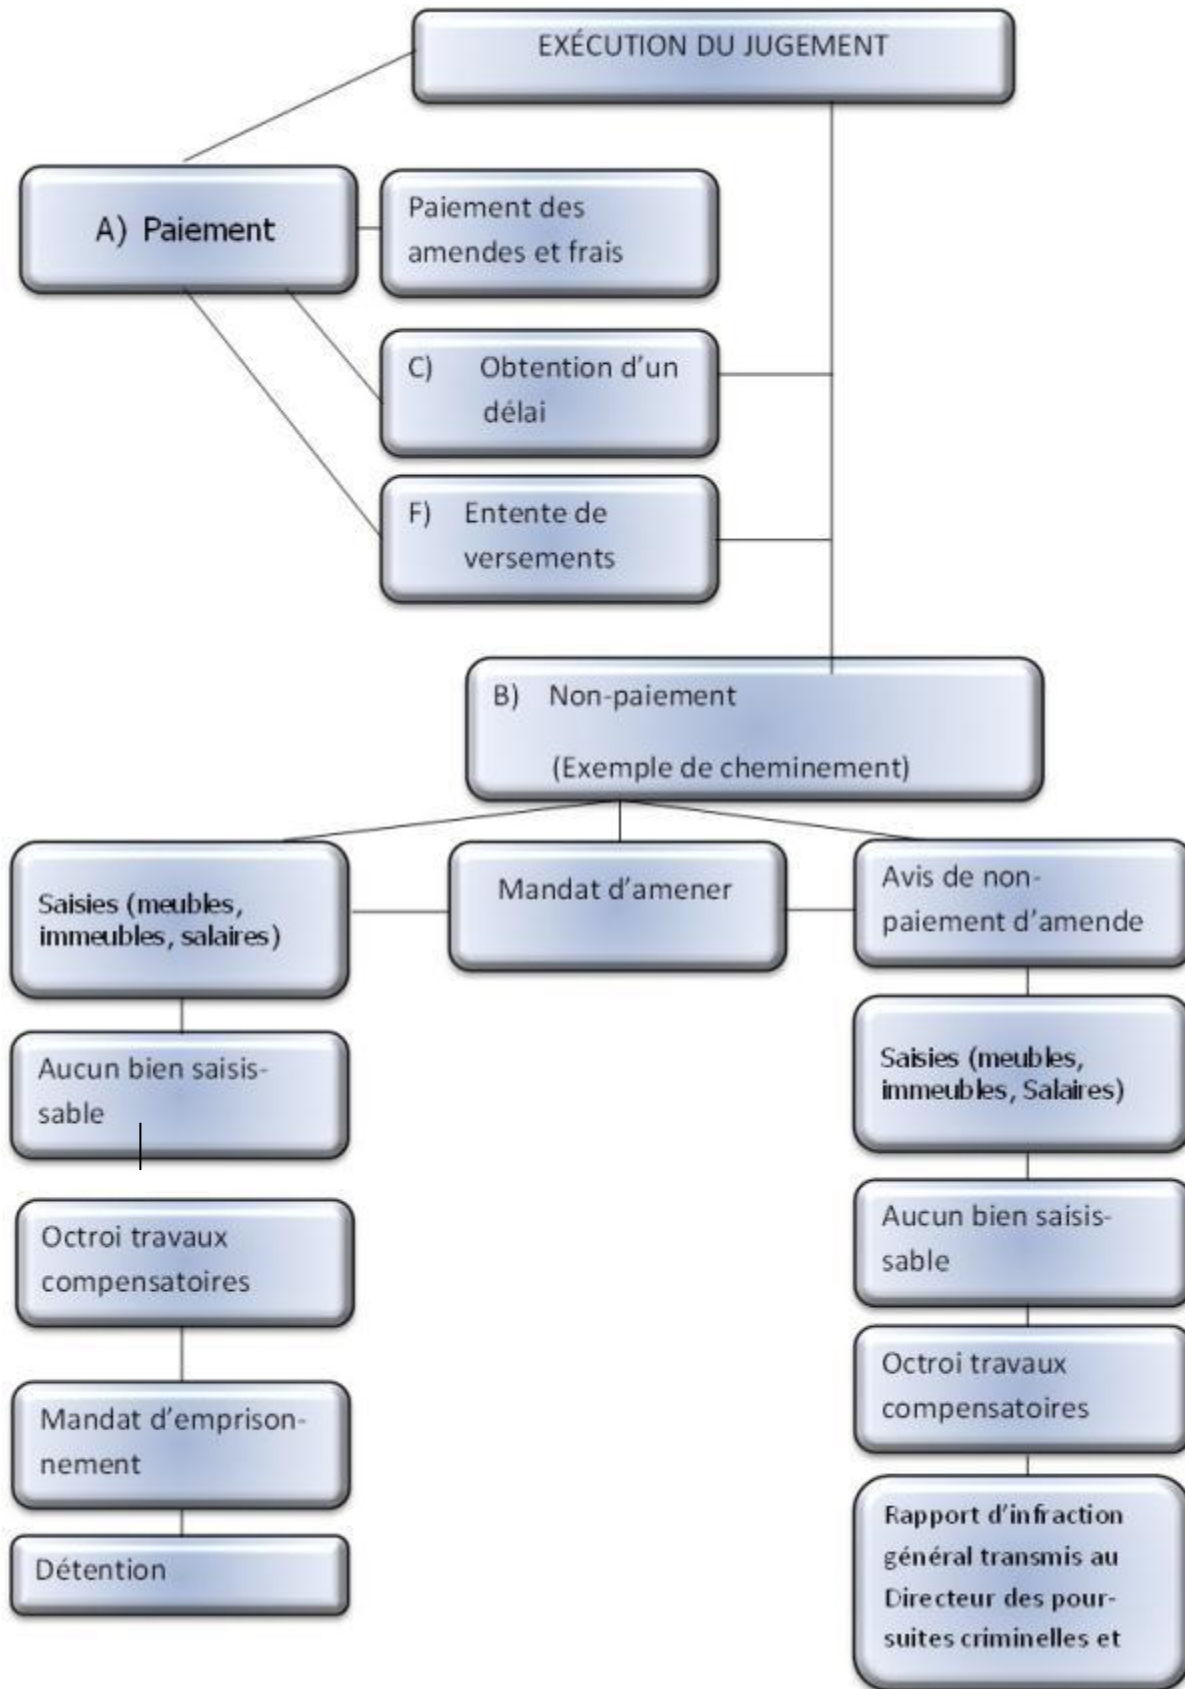 EXÉCUTION DU JUGEMENT
A) Paiement
Paiement des
amendes et frais
C) Obtention d'un
délai
F) Entente de
versements
B) Non-paiement
(Exemple de cheminement)
Saisies (meubles,
immeubles, salaires)
Mandat d'amener
Avis de non-
paiement d'amende
Aucun bien saisis-
sable
Octroi travaux
compensatoires
Mandat d'emprison-
nement
Détention
Saisies (meubles,
immeubles, Salaires)
Aucun bien saisis-
sable
Octroi travaux
compensatoires
Rapport d'infraction
général transmis au
Directeur des pour-
suites criminelles et